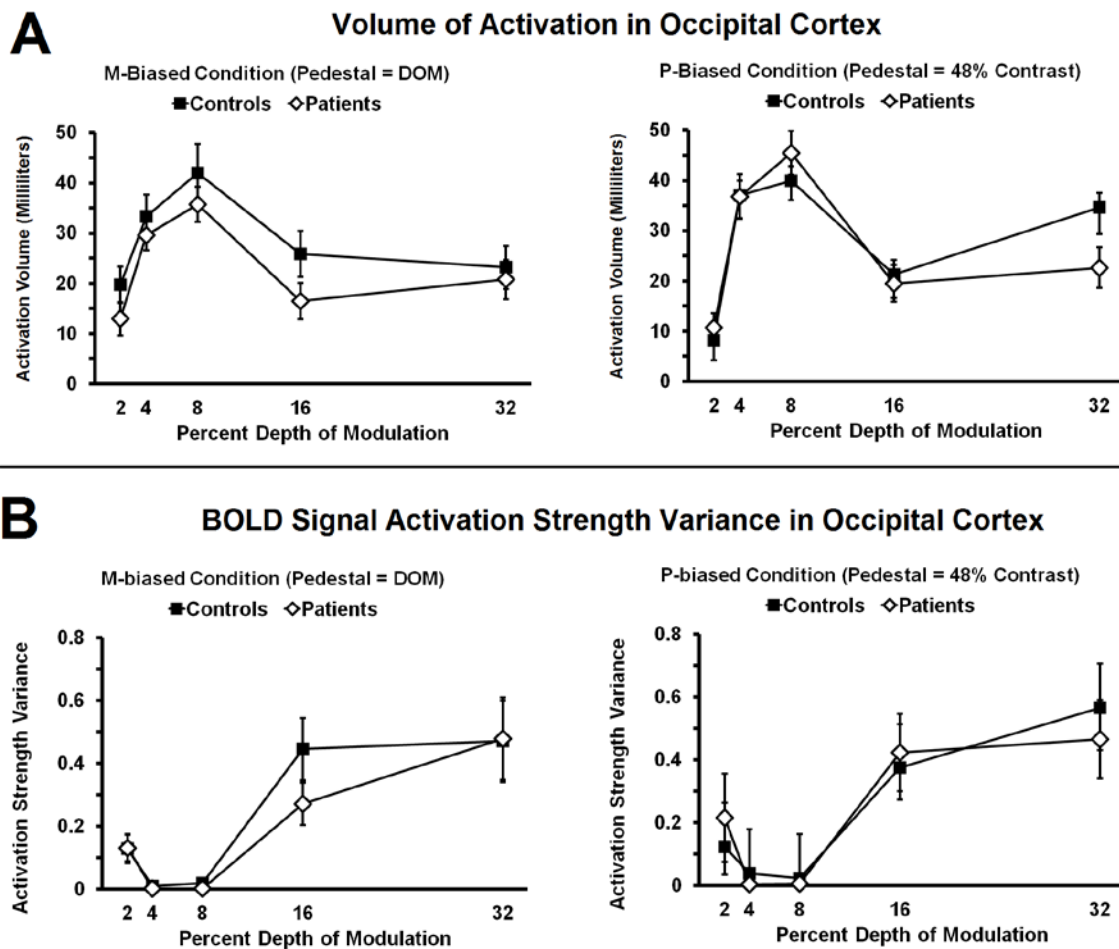 A
Volume of Activation in Occipital Cortex
M-Biased Condition (Pedestal = DOM)
Controls Patients
Activation Volume (Milliliters)
50
40
30
20
10
0
2 4 8 16 32
Percent Depth of Modulation
P-Biased Condition (Pedestal = 48% Contrast)
Controls Patients
Activation Volume (Milliliters)
50
40
30
20
10
0
2 4 8 16 32
Percent Depth of Modulation
B
BOLD Signal Activation Strength Variance in Occipital Cortex
M-biased Condition (Pedestal = DOM)
Controls Patients
Activation Strength Variance
0.8
0.6
0.4
0.2
0
2 4 8 16 32
Percent Depth of Modulation
P-biased Condition (Pedestal = 48% Contrast)
Controls Patients
Activation Strength Variance
0.8
0.6
0.4
0.2
0
2 4 8 16 32
Percent Depth of Modulation